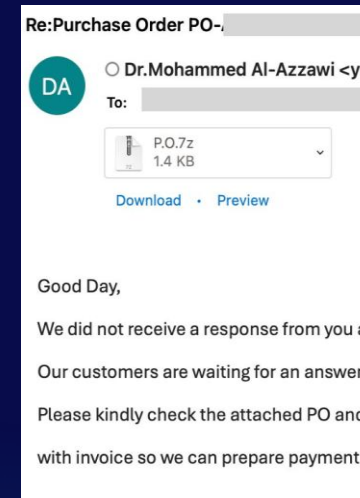 Re:Purchase Order PO-
DA
Dr.Mohammed Al-Azzawi <y
To:
P.O.7z
1.4 KB
Download · Preview
Good Day,
We did not receive a response from you
Our customers are waiting for an answer
Please kindly check the attached PO and
with invoice so we can prepare payment